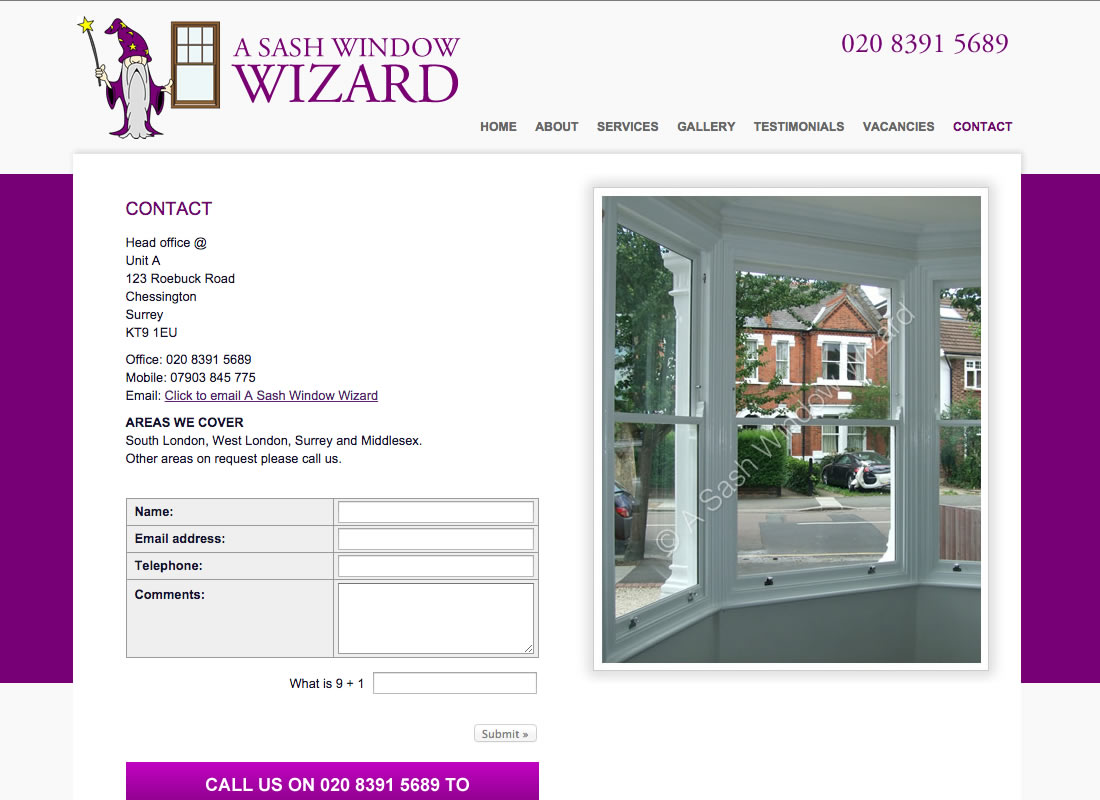 A SASH WINDOW
WIZARD
020 8391 5689
HOME ABOUT SERVICES GALLERY TESTIMONIALS VACANCIES CONTACT
CONTACT
Head office @
Unit A
123 Roebuck Road
Chessington
Surrey
KT9 1EU
Office: 020 8391 5689
Mobile: 07903 845 775
Email: Click to email A Sash Window Wizard
AREAS WE COVER
South London, West London, Surrey and Middlesex.
Other areas on request please call us.
Name:
Email address:
Telephone:
Comments:
What is 9 + 1
Submit »
CALL US ON 020 8391 5689 TO
© A Sash Window Wizard